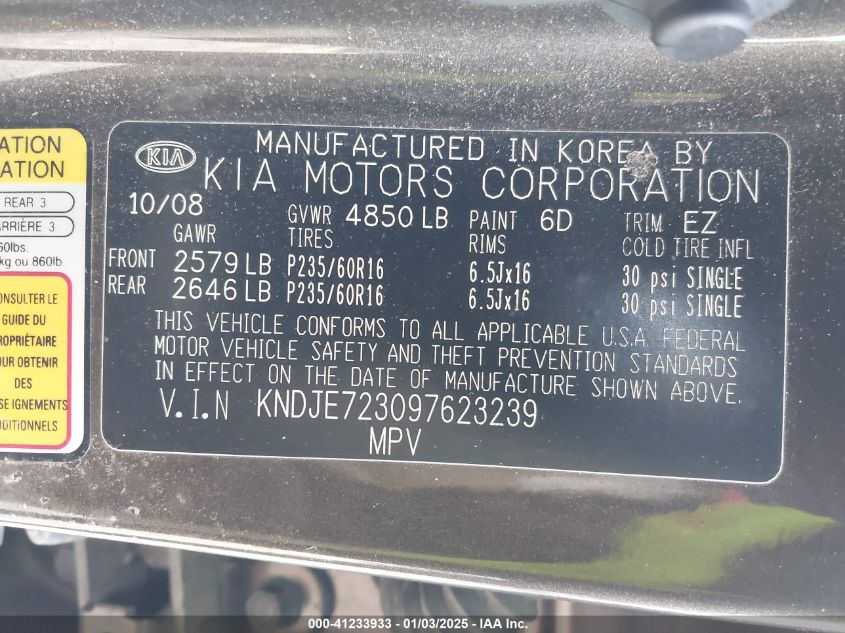 ATION
ATION
REAR 3
ARRIÈRE 3
60lbs.
kg ou 860lb.
ONSULTER LE
GUIDE DU
ROPRIÉTAIRE
OUR OBTENIR
DES
SEIGNEMENTS
DITIONNELS
KIA
MANUFACTURED IN KOREA BY
KIA MOTORS CORPORATION
10/08 GVWR 4850 LB PAINT 6D TRIM EZ
GAWR TIRES RIMS COLD TIRE INFL
FRONT 2579 LB P235/60R16 6.5Jx16 30 psi SINGLE
REAR 2646 LB P235/60R16 6.5Jx16 30 psi SINGLE
THIS VEHICLE CONFORMS TO ALL APPLICABLE U.S.A. FEDERAL
MOTOR VEHICLE SAFETY AND THEFT PREVENTION STANDARDS
IN EFFECT ON THE DATE OF MANUFACTURE SHOWN ABOVE.
V.I.N KNDJE723097623239
MPV
000-41233933 - 01/03/2025 - IAA Inc.